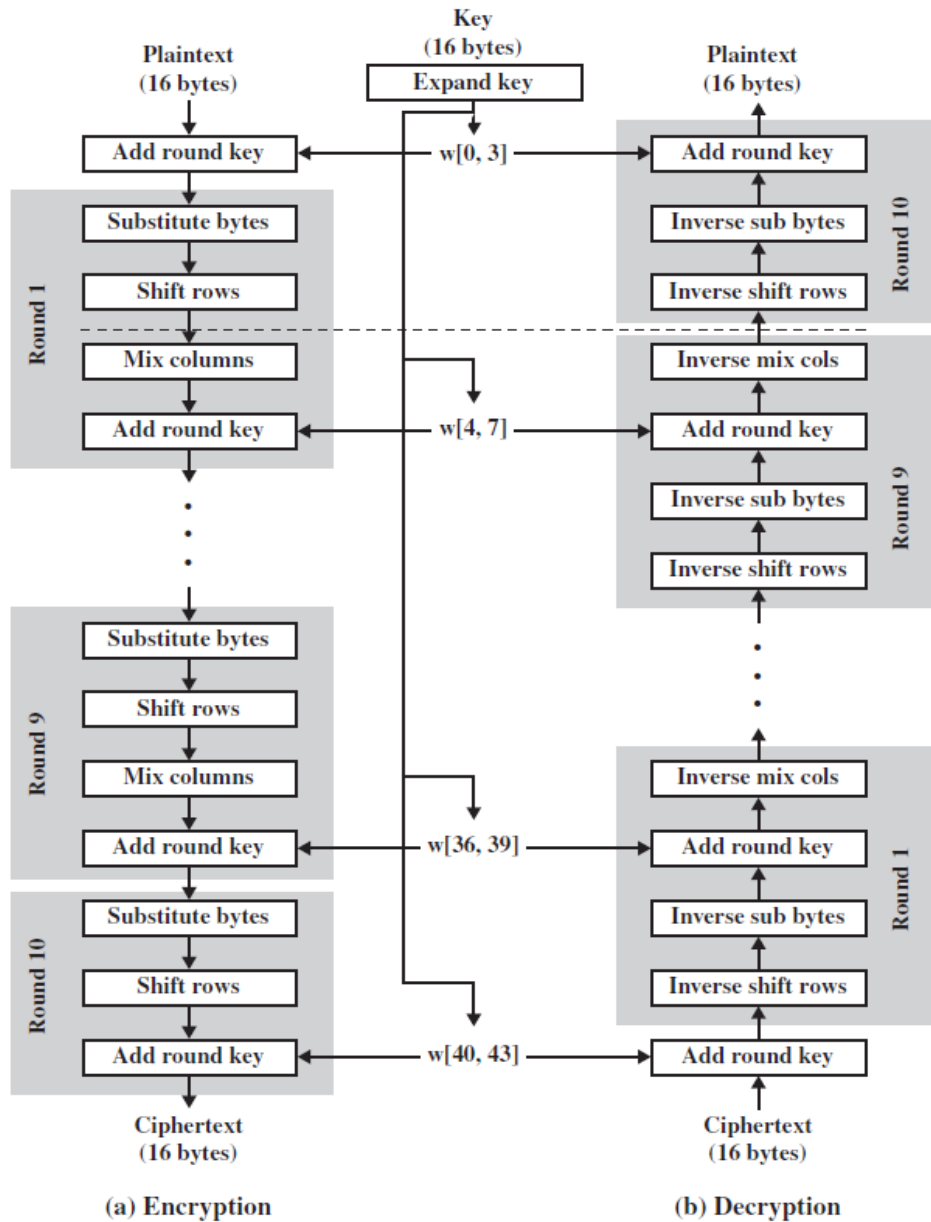 Key
(16 bytes)
Expand key
Plaintext
(16 bytes)
Add round key
Round 1
Substitute bytes
Shift rows
Mix columns
Add round key
Round 9
Substitute bytes
Shift rows
Mix columns
Add round key
Round 10
Substitute bytes
Shift rows
Add round key
Ciphertext
(16 bytes)
(a) Encryption
w[0, 3]
w[4, 7]
w[36, 39]
w[40, 43]
Plaintext
(16 bytes)
Add round key
Inverse sub bytes
Inverse shift rows
Round 10
Inverse mix cols
Add round key
Inverse sub bytes
Inverse shift rows
Round 9
Inverse mix cols
Add round key
Inverse sub bytes
Inverse shift rows
Round 1
Add round key
Ciphertext
(16 bytes)
(b) Decryption